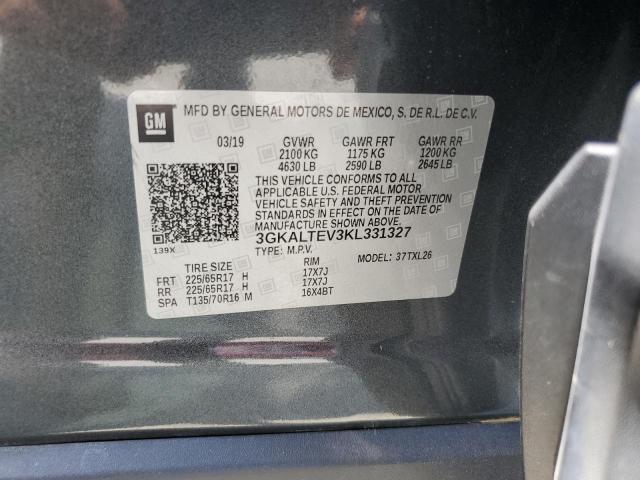 GM
MFD BY GENERAL MOTORS DE MEXICO, S. DE R.L. DE C.V.
03/19 GVWR GAWR FRT GAWR RR
2100 KG 1175 KG 1200 KG
4630 LB 2590 LB 2645 LB
THIS VEHICLE CONFORMS TO ALL
APPLICABLE U.S. FEDERAL MOTOR
VEHICLE SAFETY AND THEFT PREVENTION
STANDARDS IN EFFECT ON THE DATE OF
MANUFACTURE SHOWN ABOVE.
3GKALTEV3KL331327
139X
TYPE: M.P.V. MODEL: 37TXL26
TIRE SIZE RIM
FRT 225/65R17 H 17X7J
RR 225/65R17 H 17X7J
SPA T135/70R16 M 16X4BT